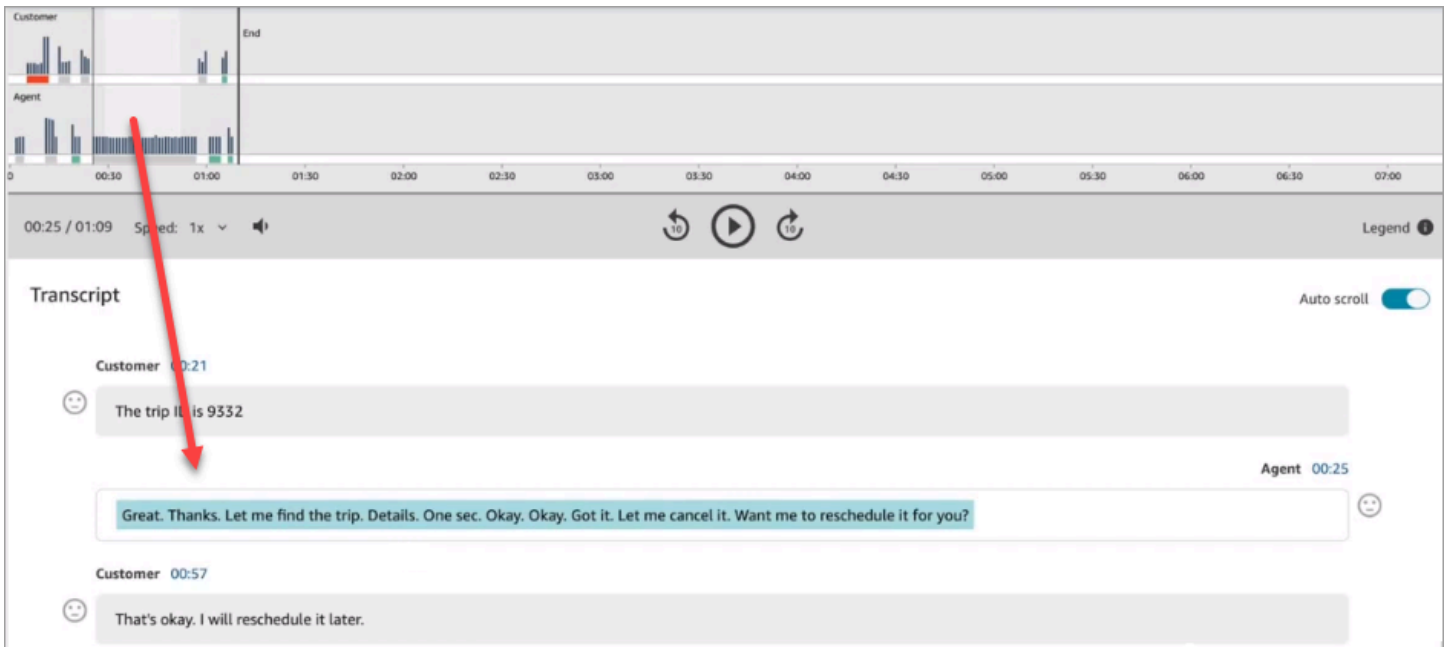 Customer
End
Agent
0 00:30 01:00 01:30 02:00 02:30 03:00 03:30 04:00 04:30 05:00 05:30 06:00 06:30 07:00
00:25 / 01:09 Speed: 1x 10 10 Legend
Transcript Auto scroll
Customer 00:21
The trip ID is 9332
Agent 00:25
Great. Thanks. Let me find the trip. Details. One sec. Okay. Okay. Got it. Let me cancel it. Want me to reschedule it for you?
Customer 00:57
That's okay. I will reschedule it later.